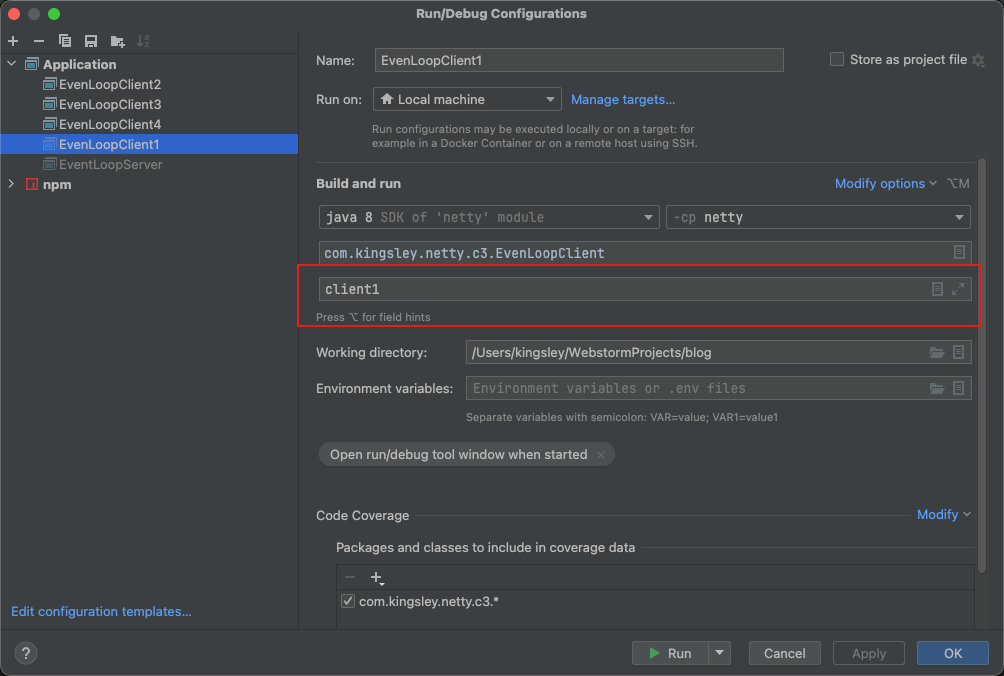 Run/Debug Configurations
Application
EvenLoopClient2
EvenLoopClient3
EvenLoopClient4
EvenLoopClient1
EventLoopServer
npm
Edit configuration templates...
Name: EvenLoopClient1 Store as project file
Run on: Local machine Manage targets...
Run configurations may be executed locally or on a target: for
example in a Docker Container or on a remote host using SSH.
Build and run Modify options ⌥M
java 8 SDK of 'netty' module -cp netty
com.kingsley.netty.c3.EvenLoopClient
client1
Press ⌥ for field hints
Working directory: /Users/kingsley/WebstormProjects/blog
Environment variables: Environment variables or .env files
Separate variables with semicolon: VAR=value; VAR1=value1
Open run/debug tool window when started
Code Coverage Modify
Packages and classes to include in coverage data
com.kingsley.netty.c3.*
? Run Cancel Apply OK